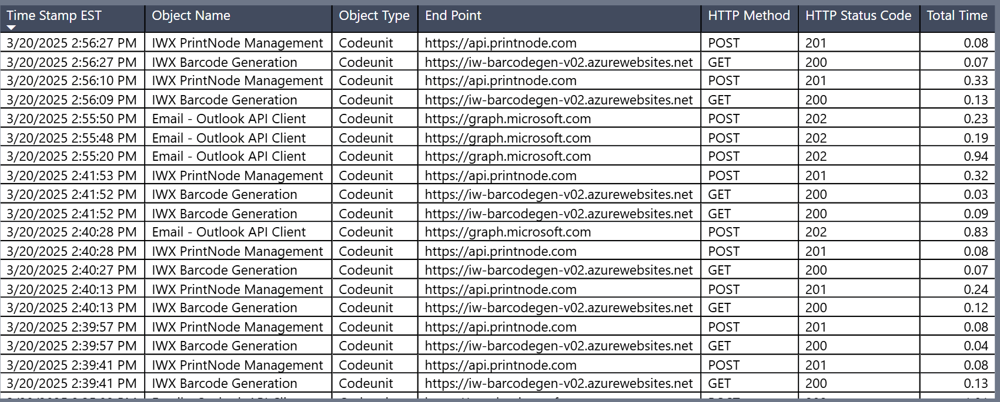 Time Stamp EST Object Name Object Type End Point HTTP Method HTTP Status Code Total Time
3/20/2025 2:56:27 PM IWX PrintNode Management Codeunit https://api.printnode.com POST 201 0.08
3/20/2025 2:56:27 PM IWX Barcode Generation Codeunit https://iw-barcodegen-v02.azurewebsites.net GET 200 0.07
3/20/2025 2:56:10 PM IWX PrintNode Management Codeunit https://api.printnode.com POST 201 0.33
3/20/2025 2:56:09 PM IWX Barcode Generation Codeunit https://iw-barcodegen-v02.azurewebsites.net GET 200 0.13
3/20/2025 2:55:50 PM Email - Outlook API Client Codeunit https://graph.microsoft.com POST 202 0.23
3/20/2025 2:55:48 PM Email - Outlook API Client Codeunit https://graph.microsoft.com POST 202 0.19
3/20/2025 2:55:20 PM Email - Outlook API Client Codeunit https://graph.microsoft.com POST 202 0.94
3/20/2025 2:41:53 PM IWX PrintNode Management Codeunit https://api.printnode.com POST 201 0.32
3/20/2025 2:41:52 PM IWX Barcode Generation Codeunit https://iw-barcodegen-v02.azurewebsites.net GET 200 0.03
3/20/2025 2:41:52 PM IWX Barcode Generation Codeunit https://iw-barcodegen-v02.azurewebsites.net GET 200 0.09
3/20/2025 2:40:28 PM Email - Outlook API Client Codeunit https://graph.microsoft.com POST 202 0.83
3/20/2025 2:40:28 PM IWX PrintNode Management Codeunit https://api.printnode.com POST 201 0.08
3/20/2025 2:40:27 PM IWX Barcode Generation Codeunit https://iw-barcodegen-v02.azurewebsites.net GET 200 0.07
3/20/2025 2:40:13 PM IWX PrintNode Management Codeunit https://api.printnode.com POST 201 0.24
3/20/2025 2:40:13 PM IWX Barcode Generation Codeunit https://iw-barcodegen-v02.azurewebsites.net GET 200 0.12
3/20/2025 2:39:57 PM IWX PrintNode Management Codeunit https://api.printnode.com POST 201 0.08
3/20/2025 2:39:57 PM IWX Barcode Generation Codeunit https://iw-barcodegen-v02.azurewebsites.net GET 200 0.04
3/20/2025 2:39:41 PM IWX PrintNode Management Codeunit https://api.printnode.com POST 201 0.08
3/20/2025 2:39:41 PM IWX Barcode Generation Codeunit https://iw-barcodegen-v02.azurewebsites.net GET 200 0.13